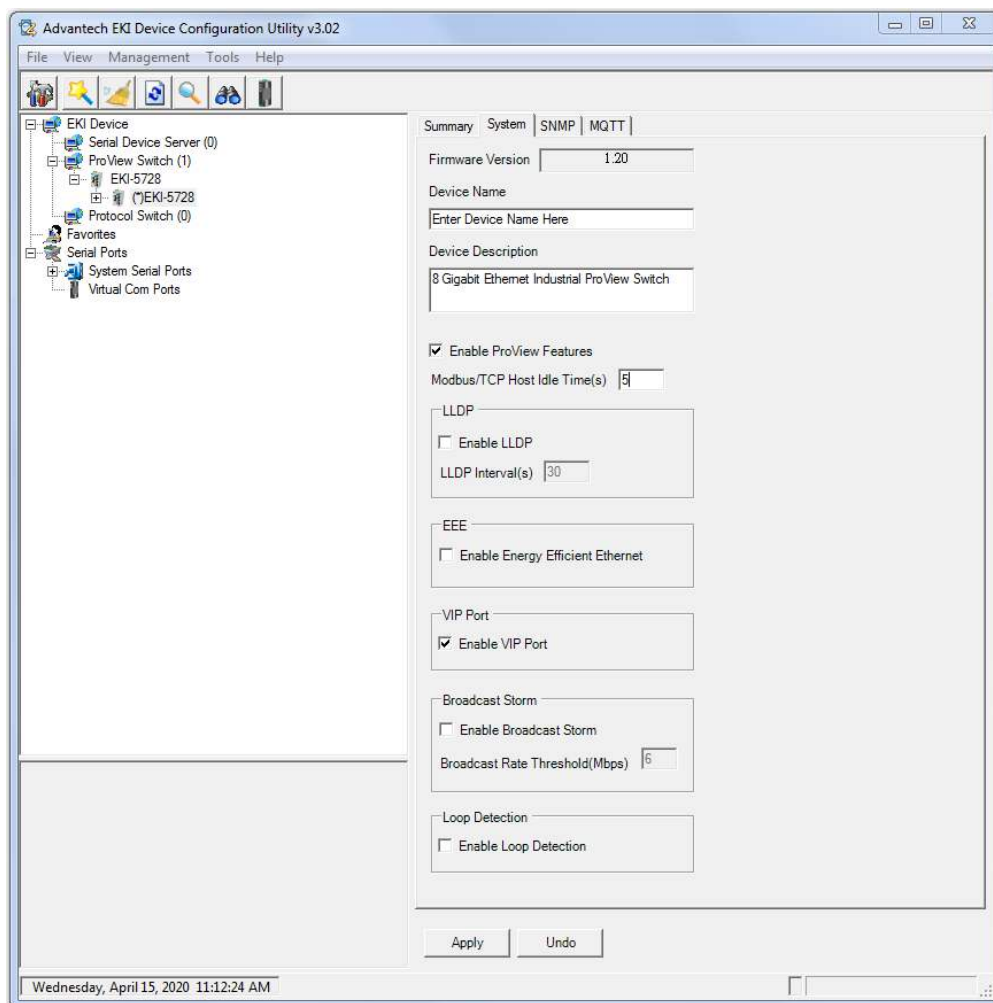 Advantech EKI Device Configuration Utility v3.02
File View Management Tools Help
EKI Device
Serial Device Server (0)
ProView Switch (1)
EKI-5728
(*)EKI-5728
Protocol Switch (0)
Favorites
Serial Ports
System Serial Ports
Virtual Com Ports
Summary System SNMP MQTT
Firmware Version 1.20
Device Name
Enter Device Name Here
Device Description
8 Gigabit Ethernet Industrial ProView Switch
Enable ProView Features
Modbus/TCP Host Idle Time(s) 5
LLDP
Enable LLDP
LLDP Interval(s) 30
EEE
Enable Energy Efficient Ethernet
VIP Port
Enable VIP Port
Broadcast Storm
Enable Broadcast Storm
Broadcast Rate Threshold(Mbps) 6
Loop Detection
Enable Loop Detection
Apply Undo
Wednesday, April 15, 2020 11:12:24 AM